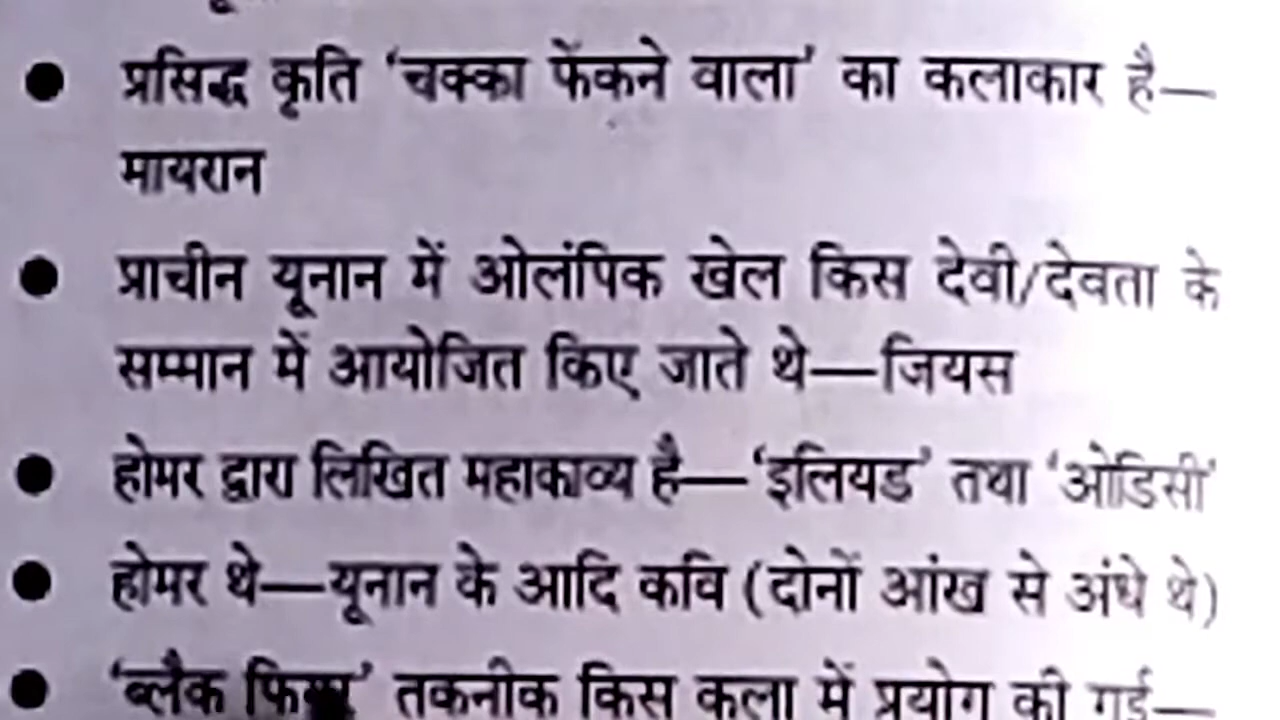 ● प्रसिद्ध कृति ‘चक्का फेंकने वाला’ का कलाकार है—
मायरान
● प्राचीन यूनान में ओलंपिक खेल किस देवी/देवता के
सम्मान में आयोजित किए जाते थे—जियस
● होमर द्वारा लिखित महाकाव्य है—‘इलियड’ तथा ‘ओडिसी’
● होमर थे—यूनान के आदि कवि (दोनों आंख से अंधे थे)
● ‘ब्लैक तकनीक किस कला में प्रयोग की गई—